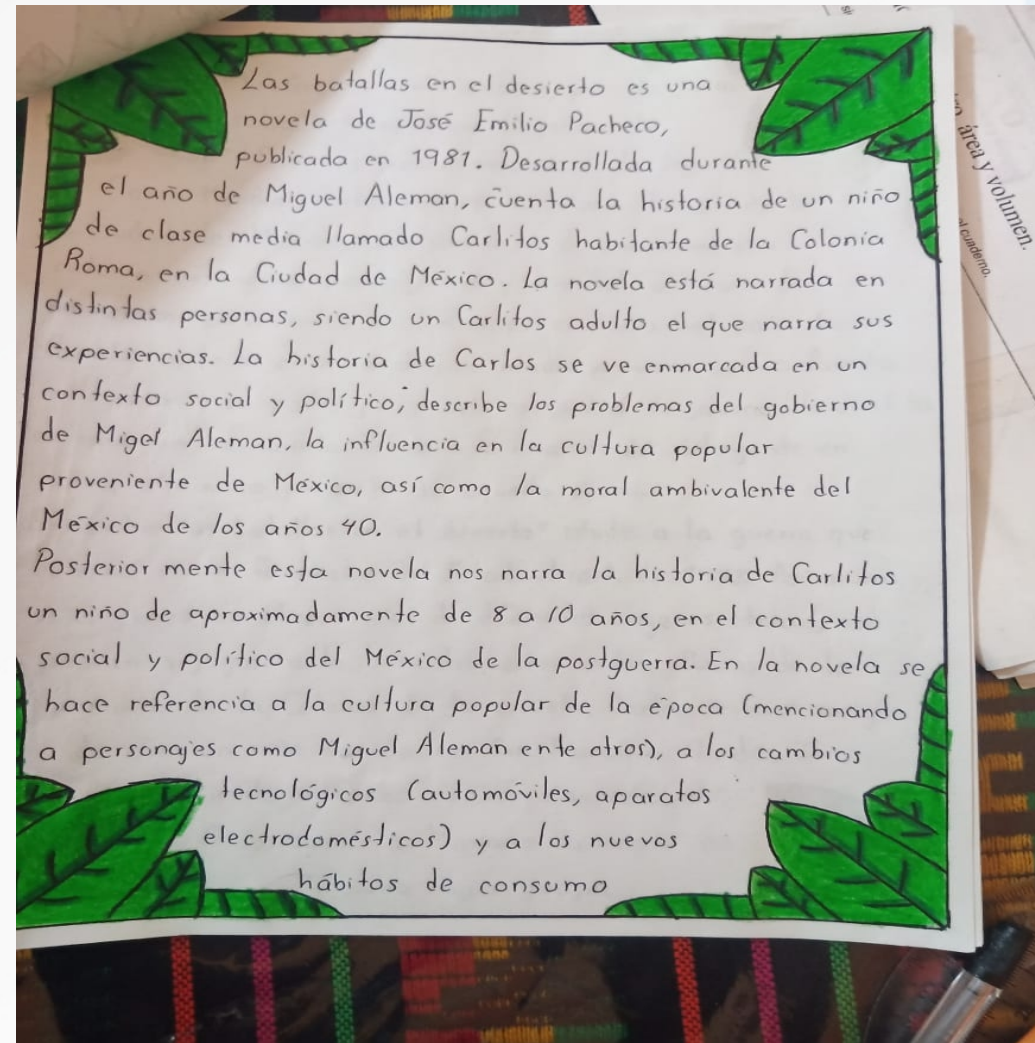 Las batallas en el desierto es una
novela de José Emilio Pacheco,
publicada en 1981. Desarrollada durante
el año de Miguel Aleman, cuenta la historia de un niño
de clase media llamado Carlitos habitante de la Colonia
Roma, en la Ciudad de México. La novela está narrada en
distintas personas, siendo un Carlitos adulto el que narra sus
experiencias. La historia de Carlos se ve enmarcada en un
contexto social y político; describe los problemas del gobierno
de Migel Aleman, la influencia en la cultura popular
proveniente de México, así como la moral ambivalente del
México de los años 40.
Posterior mente esta novela nos narra la historia de Carlitos
un niño de aproximadamente de 8 a 10 años, en el contexto
social y político del México de la postguerra. En la novela se
hace referencia a la cultura popular de la época (mencionando
a personajes como Miguel Aleman ente otros), a los cambios
tecnológicos (automóviles, aparatos
electrodomésticos) y a los nuevos
hábitos de consumo
área y volumen.
el cuaderno.